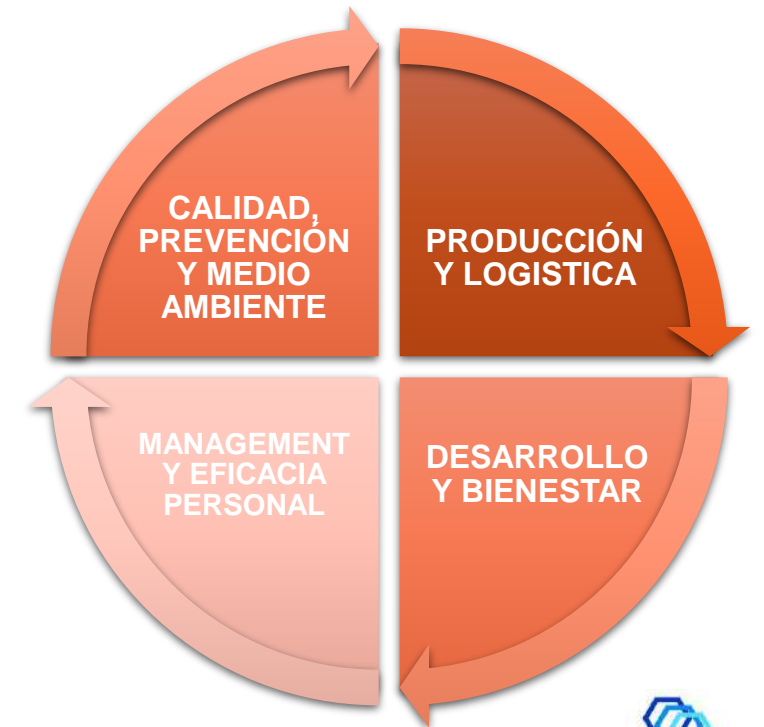 CALIDAD,
PREVENCIÓN
Y MEDIO
AMBIENTE
PRODUCCIÓN
Y LOGISTICA
MANAGEMENT
Y EFICACIA
PERSONAL
DESARROLLO
Y BIENESTAR